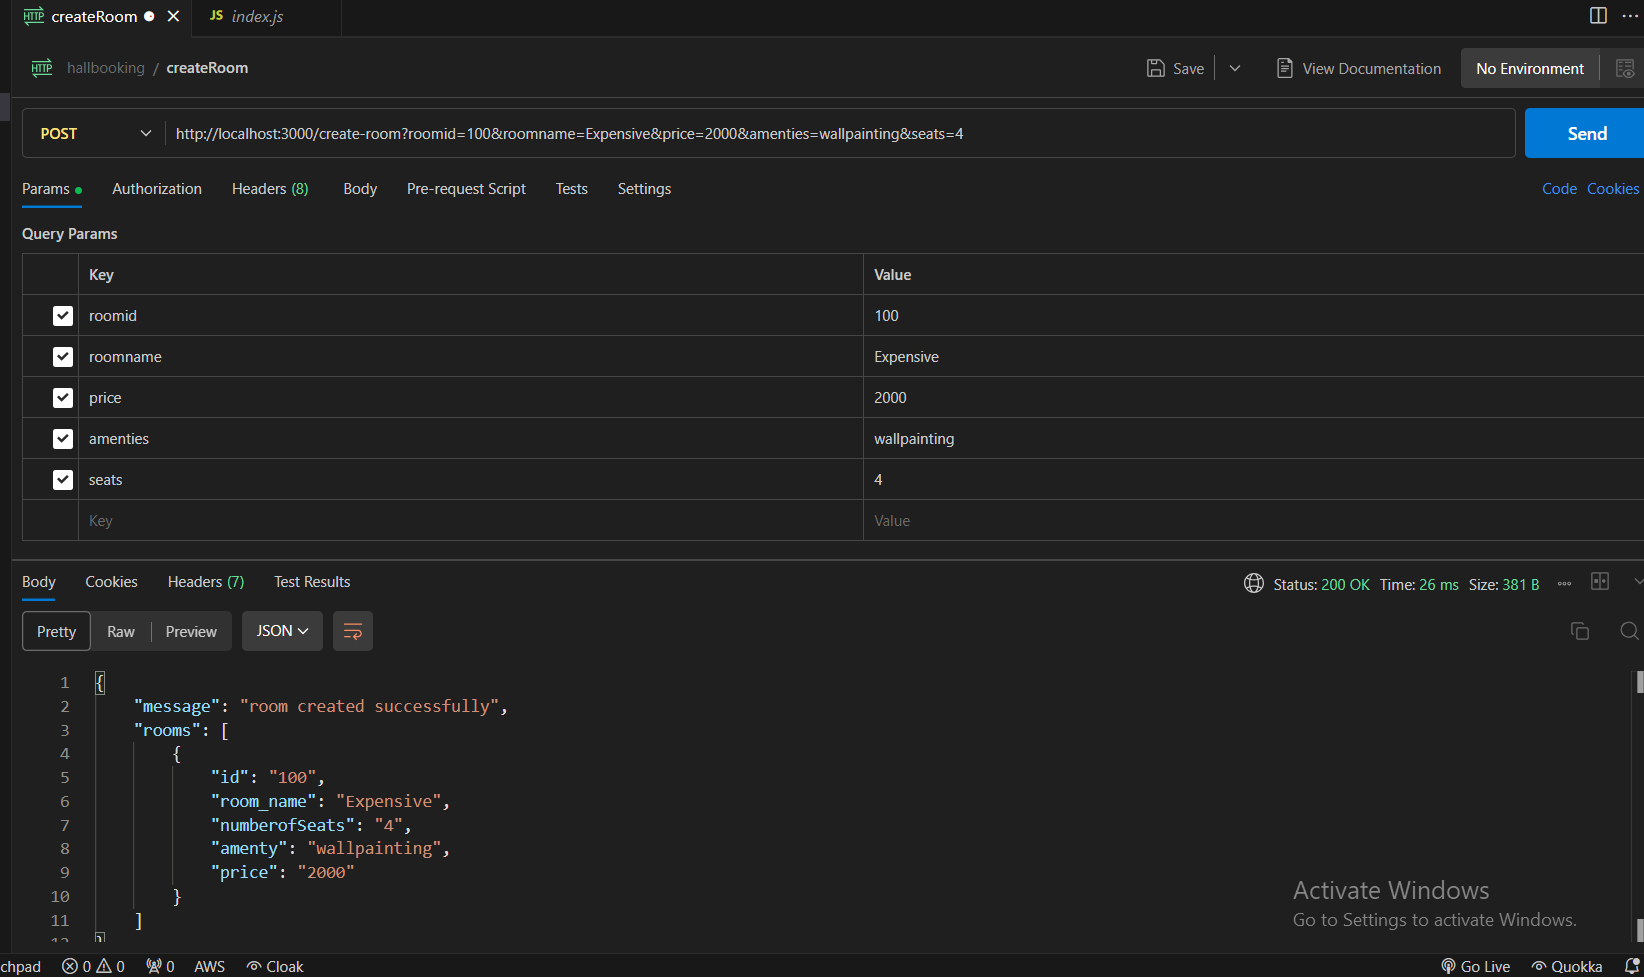 createRoom
JS index.js
HTTP hallbooking / createRoom
Save
View Documentation
No Environment
POST
http://localhost:3000/create-room?roomid=100&roomname=Expensive&price=2000&amenties=wallpainting&seats=4
Send
Params Authorization Headers (8) Body Pre-request Script Tests Settings
Code Cookies
Query Params
Key Value
roomid 100
roomname Expensive
price 2000
amenties wallpainting
seats 4
Key Value
Body Cookies Headers (7) Test Results
Status: 200 OK Time: 26 ms Size: 381 B
Pretty Raw Preview JSON
1 {
2 "message": "room created successfully",
3 "rooms": [
4 {
5 "id": "100",
6 "room_name": "Expensive",
7 "numberofSeats": "4",
8 "amenty": "wallpainting",
9 "price": "2000"
10 }
11 ]
12 }
Activate Windows
Go to Settings to activate Windows.
chpad 0 0 0 AWS Cloak Go Live Quokka